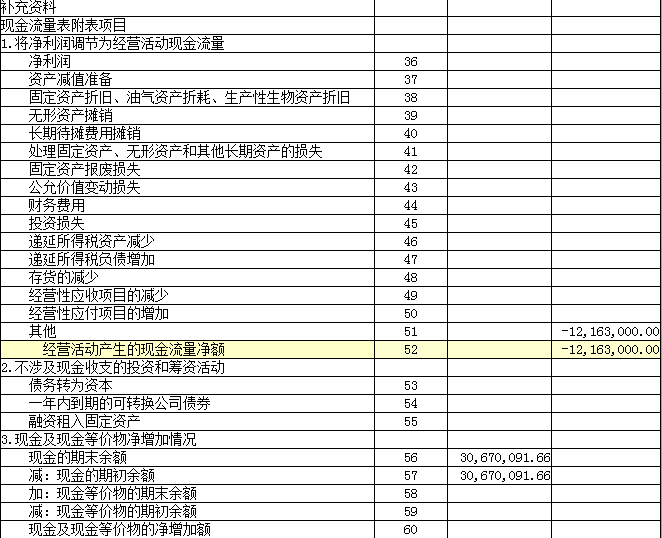 补充资料
现金流量表附表项目
1.将净利润调节为经营活动现金流量
净利润 36
资产减值准备 37
固定资产折旧、油气资产折耗、生产性生物资产折旧 38
无形资产摊销 39
长期待摊费用摊销 40
处理固定资产、无形资产和其他长期资产的损失 41
固定资产报废损失 42
公允价值变动损失 43
财务费用 44
投资损失 45
递延所得税资产减少 46
递延所得税负债增加 47
存货的减少 48
经营性应收项目的减少 49
经营性应付项目的增加 50
其他 51 -12,163,000.00
经营活动产生的现金流量净额 52 -12,163,000.00
2.不涉及现金收支的投资和筹资活动
债务转为资本 53
一年内到期的可转换公司债券 54
融资租入固定资产 55
3.现金及现金等价物净增加情况
现金的期末余额 56 30,670,091.66
减:现金的期初余额 57 30,670,091.66
加:现金等价物的期末余额 58
减:现金等价物的期初余额 59
现金及现金等价物的净增加额 60